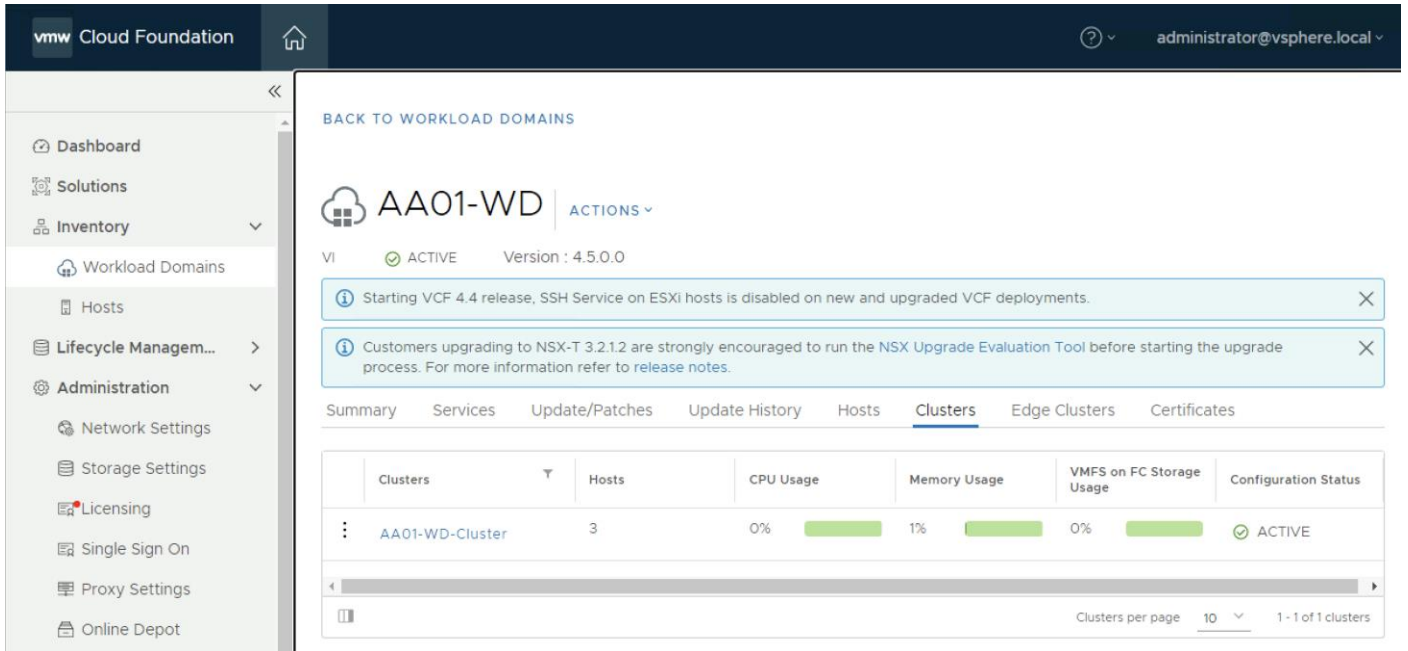 vmw Cloud Foundation
administrator@vsphere.local
BACK TO WORKLOAD DOMAINS
Dashboard
Solutions
Inventory
Workload Domains
Hosts
Lifecycle Managem...
Administration
Network Settings
Storage Settings
Licensing
Single Sign On
Proxy Settings
Online Depot
AA01-WD ACTIONS
VI ACTIVE Version : 4.5.0.0
Starting VCF 4.4 release, SSH Service on ESXi hosts is disabled on new and upgraded VCF deployments.
Customers upgrading to NSX-T 3.2.1.2 are strongly encouraged to run the NSX Upgrade Evaluation Tool before starting the upgrade
process. For more information refer to release notes.
Summary Services Update/Patches Update History Hosts Clusters Edge Clusters Certificates
Clusters Hosts CPU Usage Memory Usage VMFS on FC Storage Usage Configuration Status
AA01-WD-Cluster 3 0% 1% 0% ACTIVE
Clusters per page 10 1 - 1 of 1 clusters